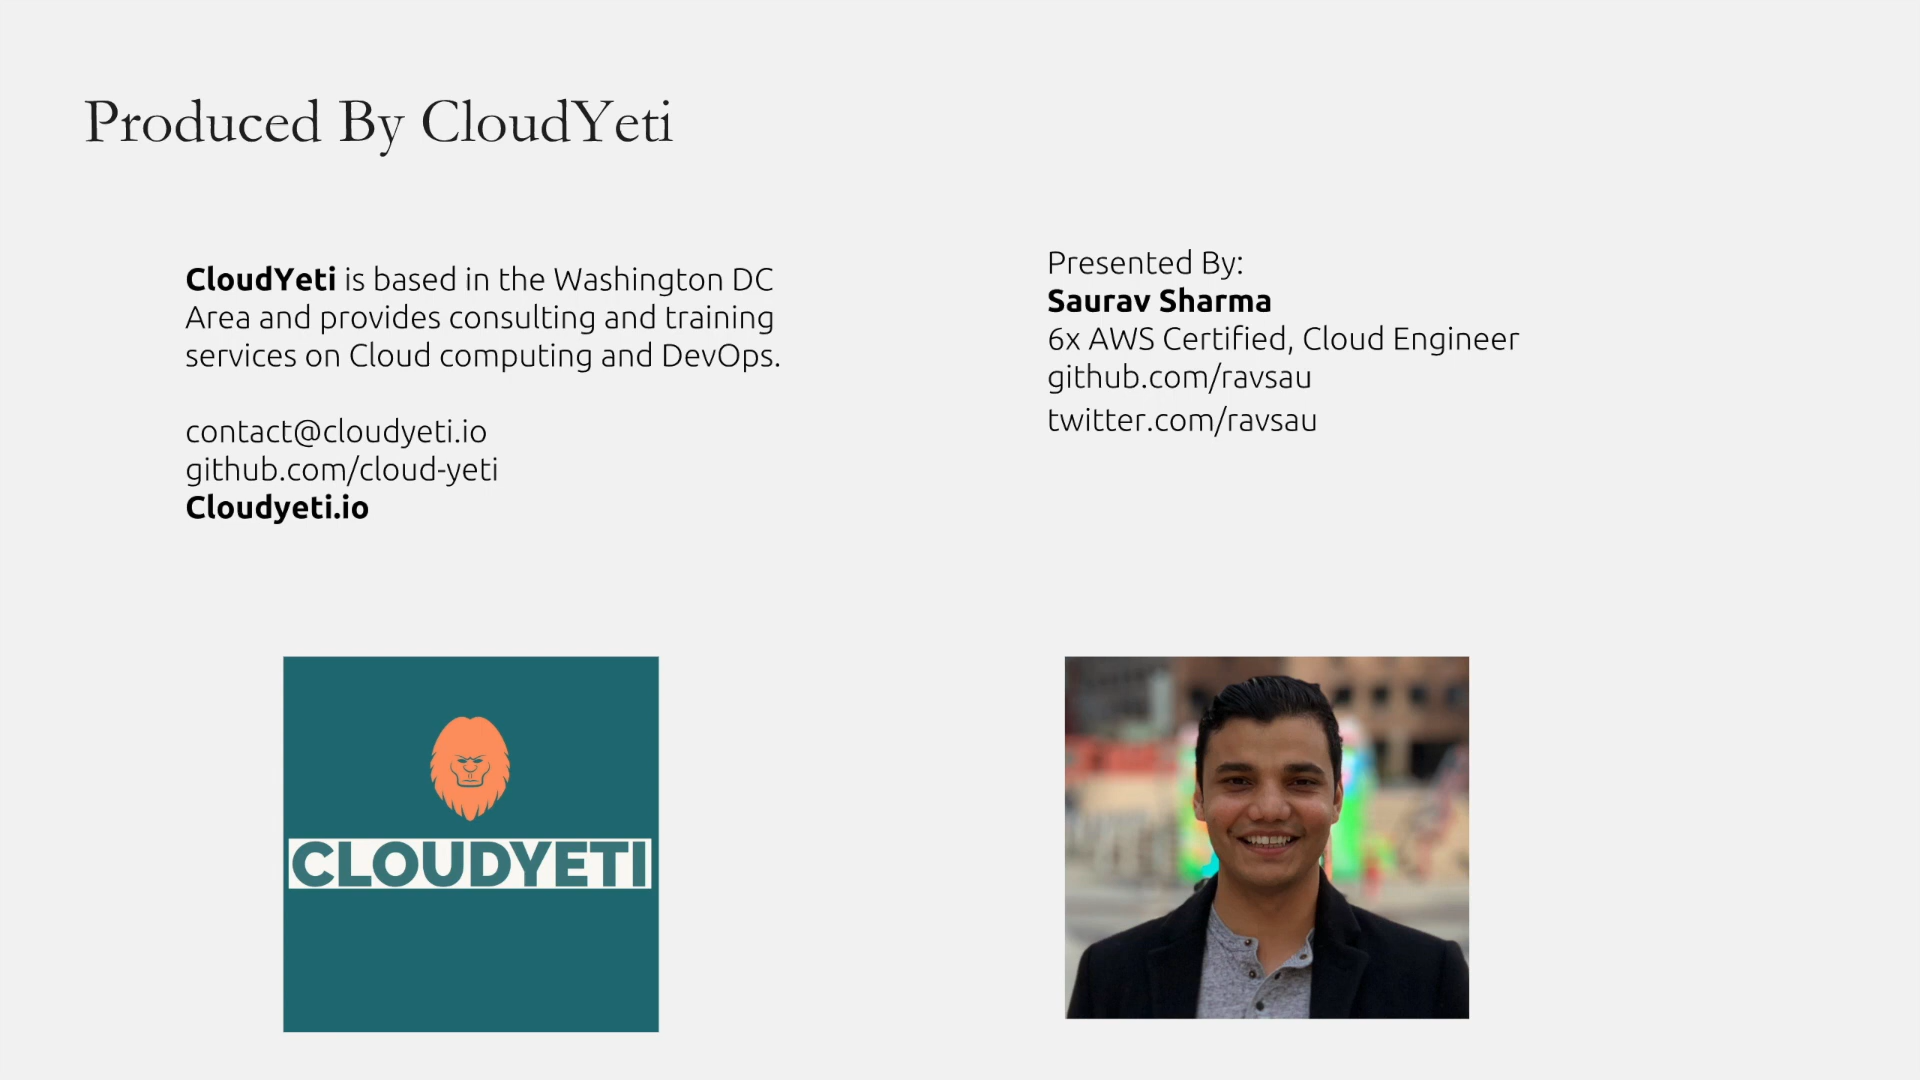 Produced By CloudYeti
CloudYeti is based in the Washington DC
Area and provides consulting and training
services on Cloud computing and DevOps.
contact@cloudyeti.io
github.com/cloud-yeti
Cloudyeti.io
Presented By:
Saurav Sharma
6x AWS Certified, Cloud Engineer
github.com/ravsau
twitter.com/ravsau
CLOUDYETI